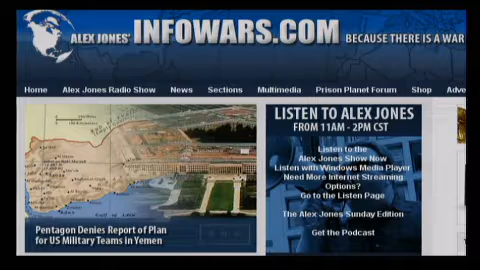 ALEX JONES' INFOWARS.COM BECAUSE THERE IS A WAR
Home Alex Jones Radio Show News Sections Multimedia Prison Planet Forum Shop Adve
LISTEN TO ALEX JONES
FROM 11AM - 2PM CST
Listen to the
Alex Jones Show Now
Listen with Windows Media Player
Need More Internet Streaming
Options?
Go to the Listen Page
The Alex Jones Sunday Edition
Get the Podcast
Pentagon Denies Report of Plan
for US Military Teams in Yemen